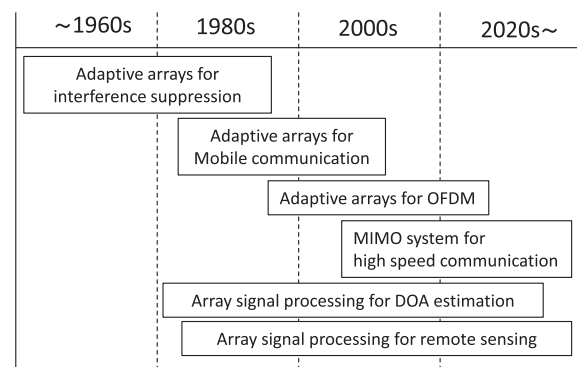 ～1960s 1980s 2000s 2020s～
Adaptive arrays for
interference suppression
Adaptive arrays for
Mobile communication
Adaptive arrays for OFDM
MIMO system for
high speed communication
Array signal processing for DOA estimation
Array signal processing for remote sensing